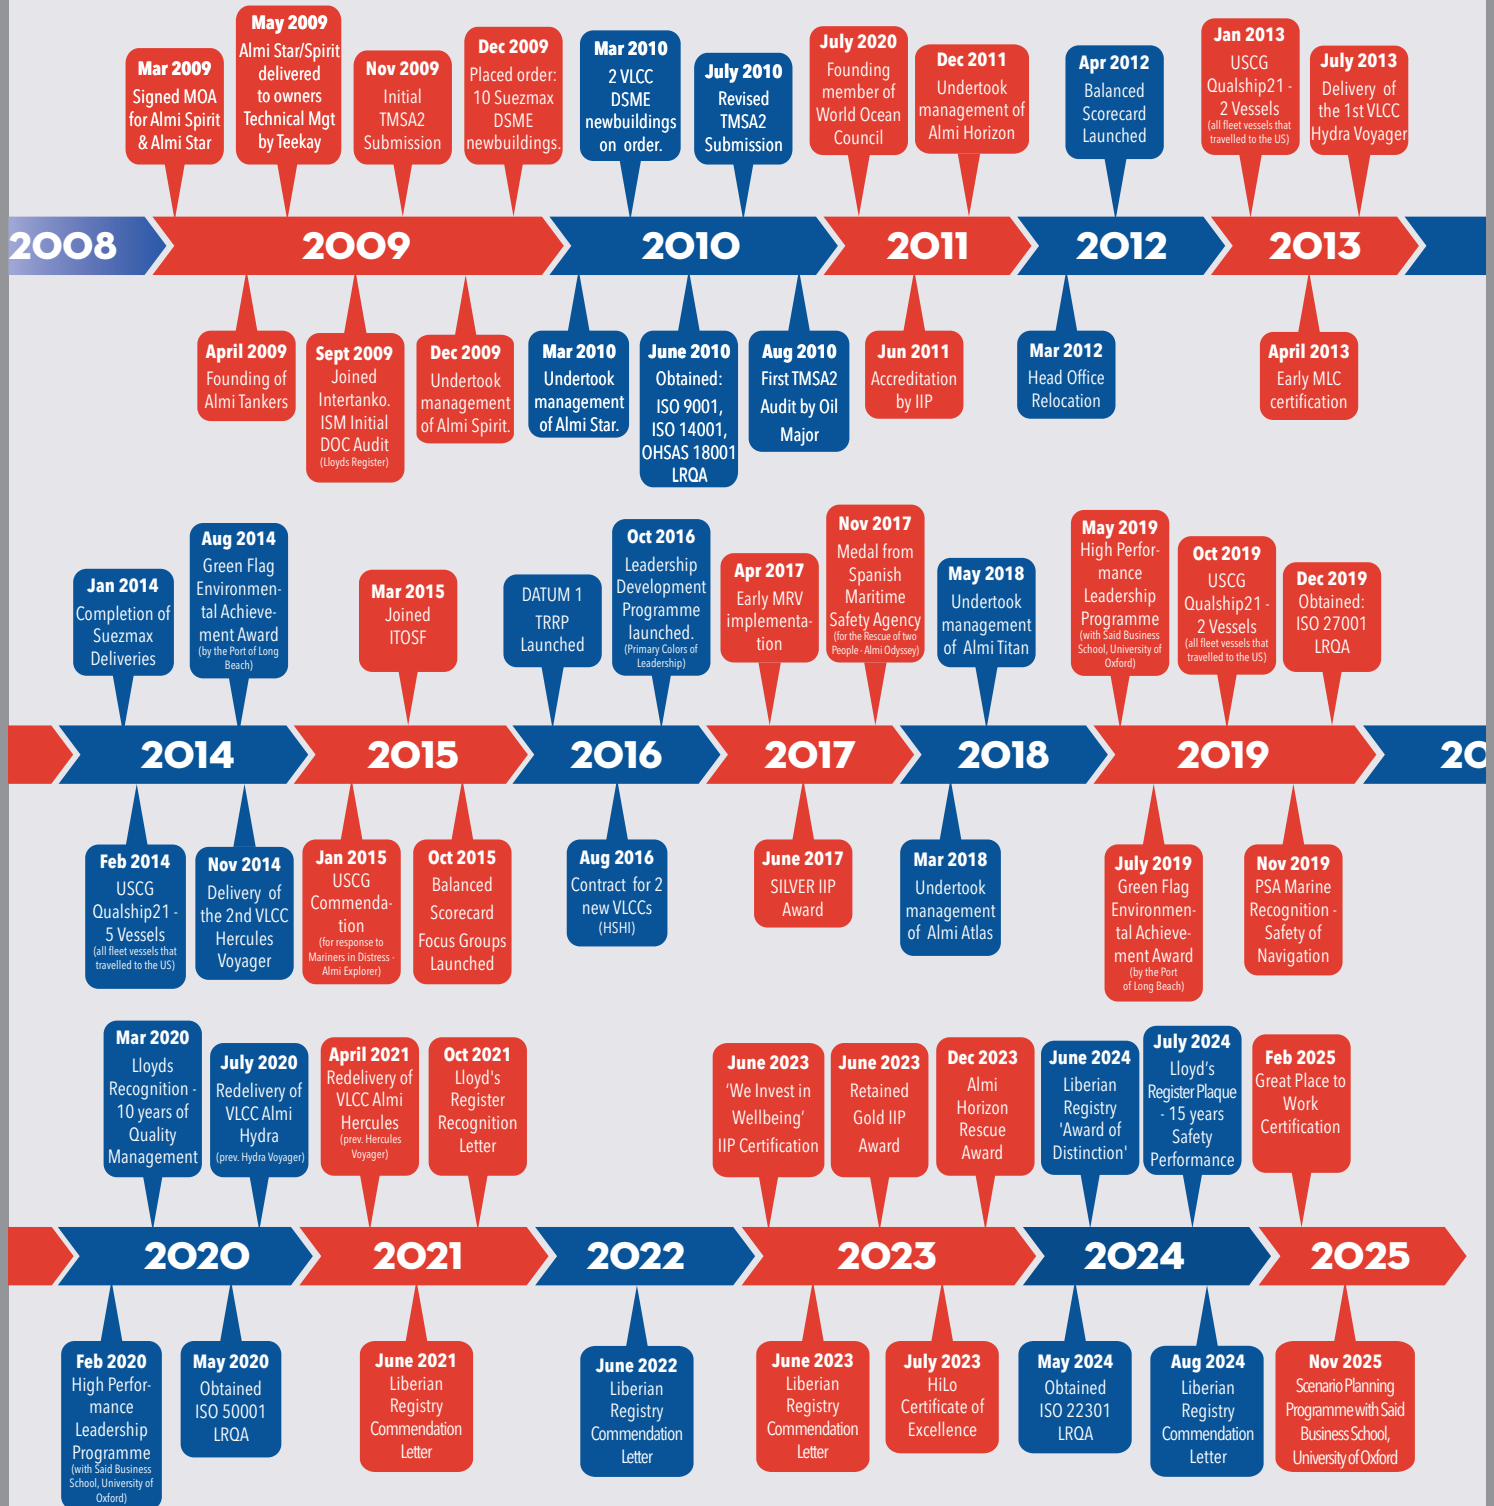 Mar 2009
Signed MOA
for Almi Spirit
& Almi Star
May 2009
Almi Star/Spirit
delivered
to owners
Technical Mgt
by Teekay
Nov 2009
Initial
TMSA2
Submission
Dec 2009
Placed order:
10 Suezmax
DSME
newbuildings.
Mar 2010
2 VLCC
DSME
newbuildings
on order.
July 2010
Revised
TMSA2
Submission
July 2020
Founding
member of
World Ocean
Council
Dec 2011
Undertook
management of
Almi Horizon
Apr 2012
Balanced
Scorecard
Launched
Jan 2013
USCG
Qualship21 -
2 Vessels
(all fleet vessels that
travelled to the US)
July 2013
Delivery of
the 1st VLCC
Hydra Voyager
2008
2009
2010
2011
2012
2013
April 2009
Founding of
Almi Tankers
Sept 2009
Joined
Intertanko.
ISM Initial
DOC Audit
(Lloyds Register)
Dec 2009
Undertook
management
of Almi Spirit.
Mar 2010
Undertook
management
of Almi Star.
June 2010
Obtained:
ISO 9001,
ISO 14001,
OHSAS 18001
LRQA
Aug 2010
First TMSA2
Audit by Oil
Major
Jun 2011
Accreditation
by IIP
Mar 2012
Head Office
Relocation
April 2013
Early MLC
certification
Jan 2014
Completion of
Suezmax
Deliveries
Aug 2014
Green Flag
Environmen-
tal Achieve-
ment Award
(by the Port of Long
Beach)
Mar 2015
Joined
ITOSF
DATUM 1
TRRP
Launched
Oct 2016
Leadership
Development
Programme
launched.
(Primary Colors of
Leadership)
Apr 2017
Early MRV
implementa-
tion
Nov 2017
Medal from
Spanish
Maritime
Safety Agency
(for the Rescue of two
People - Almi Odyssey)
May 2018
Undertook
management
of Almi Titan
May 2019
High Perfor-
mance
Leadership
Programme
(with Said Business
School, University of
Oxford)
Oct 2019
USCG
Qualship21 -
2 Vessels
(all fleet vessels that
travelled to the US)
Dec 2019
Obtained:
ISO 27001
LRQA
2014
2015
2016
2017
2018
2019
20
Feb 2014
USCG
Qualship21 -
5 Vessels
(all fleet vessels that
travelled to the US)
Nov 2014
Delivery of
the 2nd VLCC
Hercules
Voyager
Jan 2015
USCG
Commenda-
tion
(for response to
Mariners in Distress -
Almi Explorer)
Oct 2015
Balanced
Scorecard
Focus Groups
Launched
Aug 2016
Contract for 2
new VLCCs
(HSHI)
June 2017
SILVER IIP
Award
Mar 2018
Undertook
management
of Almi Atlas
July 2019
Green Flag
Environmen-
tal Achieve-
ment Award
(by the Port
of Long Beach)
Nov 2019
PSA Marine
Recognition -
Safety of
Navigation
Mar 2020
Lloyds
Recognition -
10 years of
Quality
Management
July 2020
Redelivery of
VLCC Almi
Hydra
(prev. Hydra Voyager)
April 2021
Redelivery of
VLCC Almi
Hercules
(prev. Hercules
Voyager)
Oct 2021
Lloyd's
Register
Recognition
Letter
June 2023
‘We Invest in
Wellbeing’
IIP Certification
June 2023
Retained
Gold IIP
Award
Dec 2023
Almi
Horizon
Rescue
Award
June 2024
Liberian
Registry
'Award of
Distinction'
July 2024
Lloyd’s
Register Plaque
- 15 years
Safety
Performance
Feb 2025
Great Place to
Work
Certification
2020
2021
2022
2023
2024
2025
Feb 2020
High Perfor-
mance
Leadership
Programme
(with Said Business
School, University of
Oxford)
May 2020
Obtained
ISO 50001
LRQA
June 2021
Liberian
Registry
Commendation
Letter
June 2022
Liberian
Registry
Commendation
Letter
June 2023
Liberian
Registry
Commendation
Letter
July 2023
HiLo
Certificate of
Excellence
May 2024
Obtained
ISO 22301
LRQA
Aug 2024
Liberian
Registry
Commendation
Letter
Nov 2025
Scenario Planning
Programme with Said
Business School,
University of Oxford